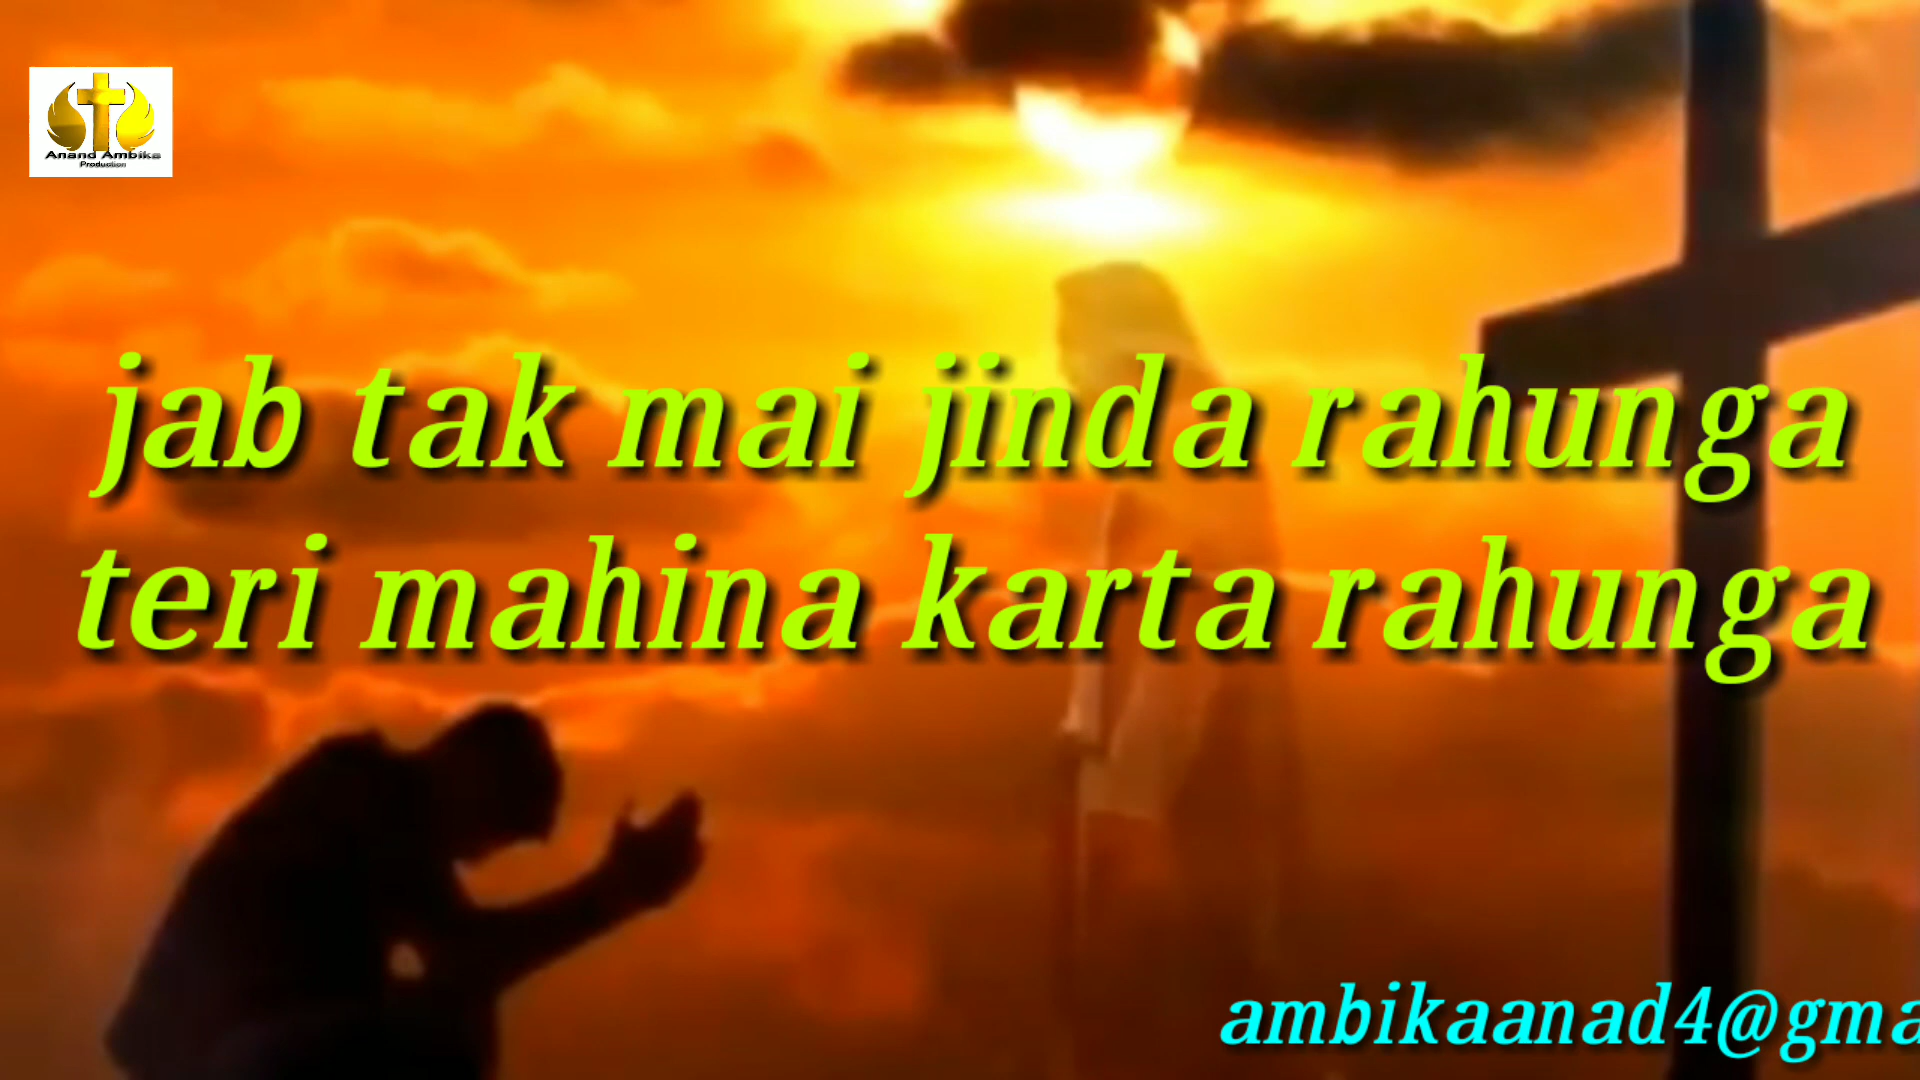 Anand Ambika
Production
jab tak mai jinda rahunga
teri mahina karta rahunga
ambikaanad4@gma